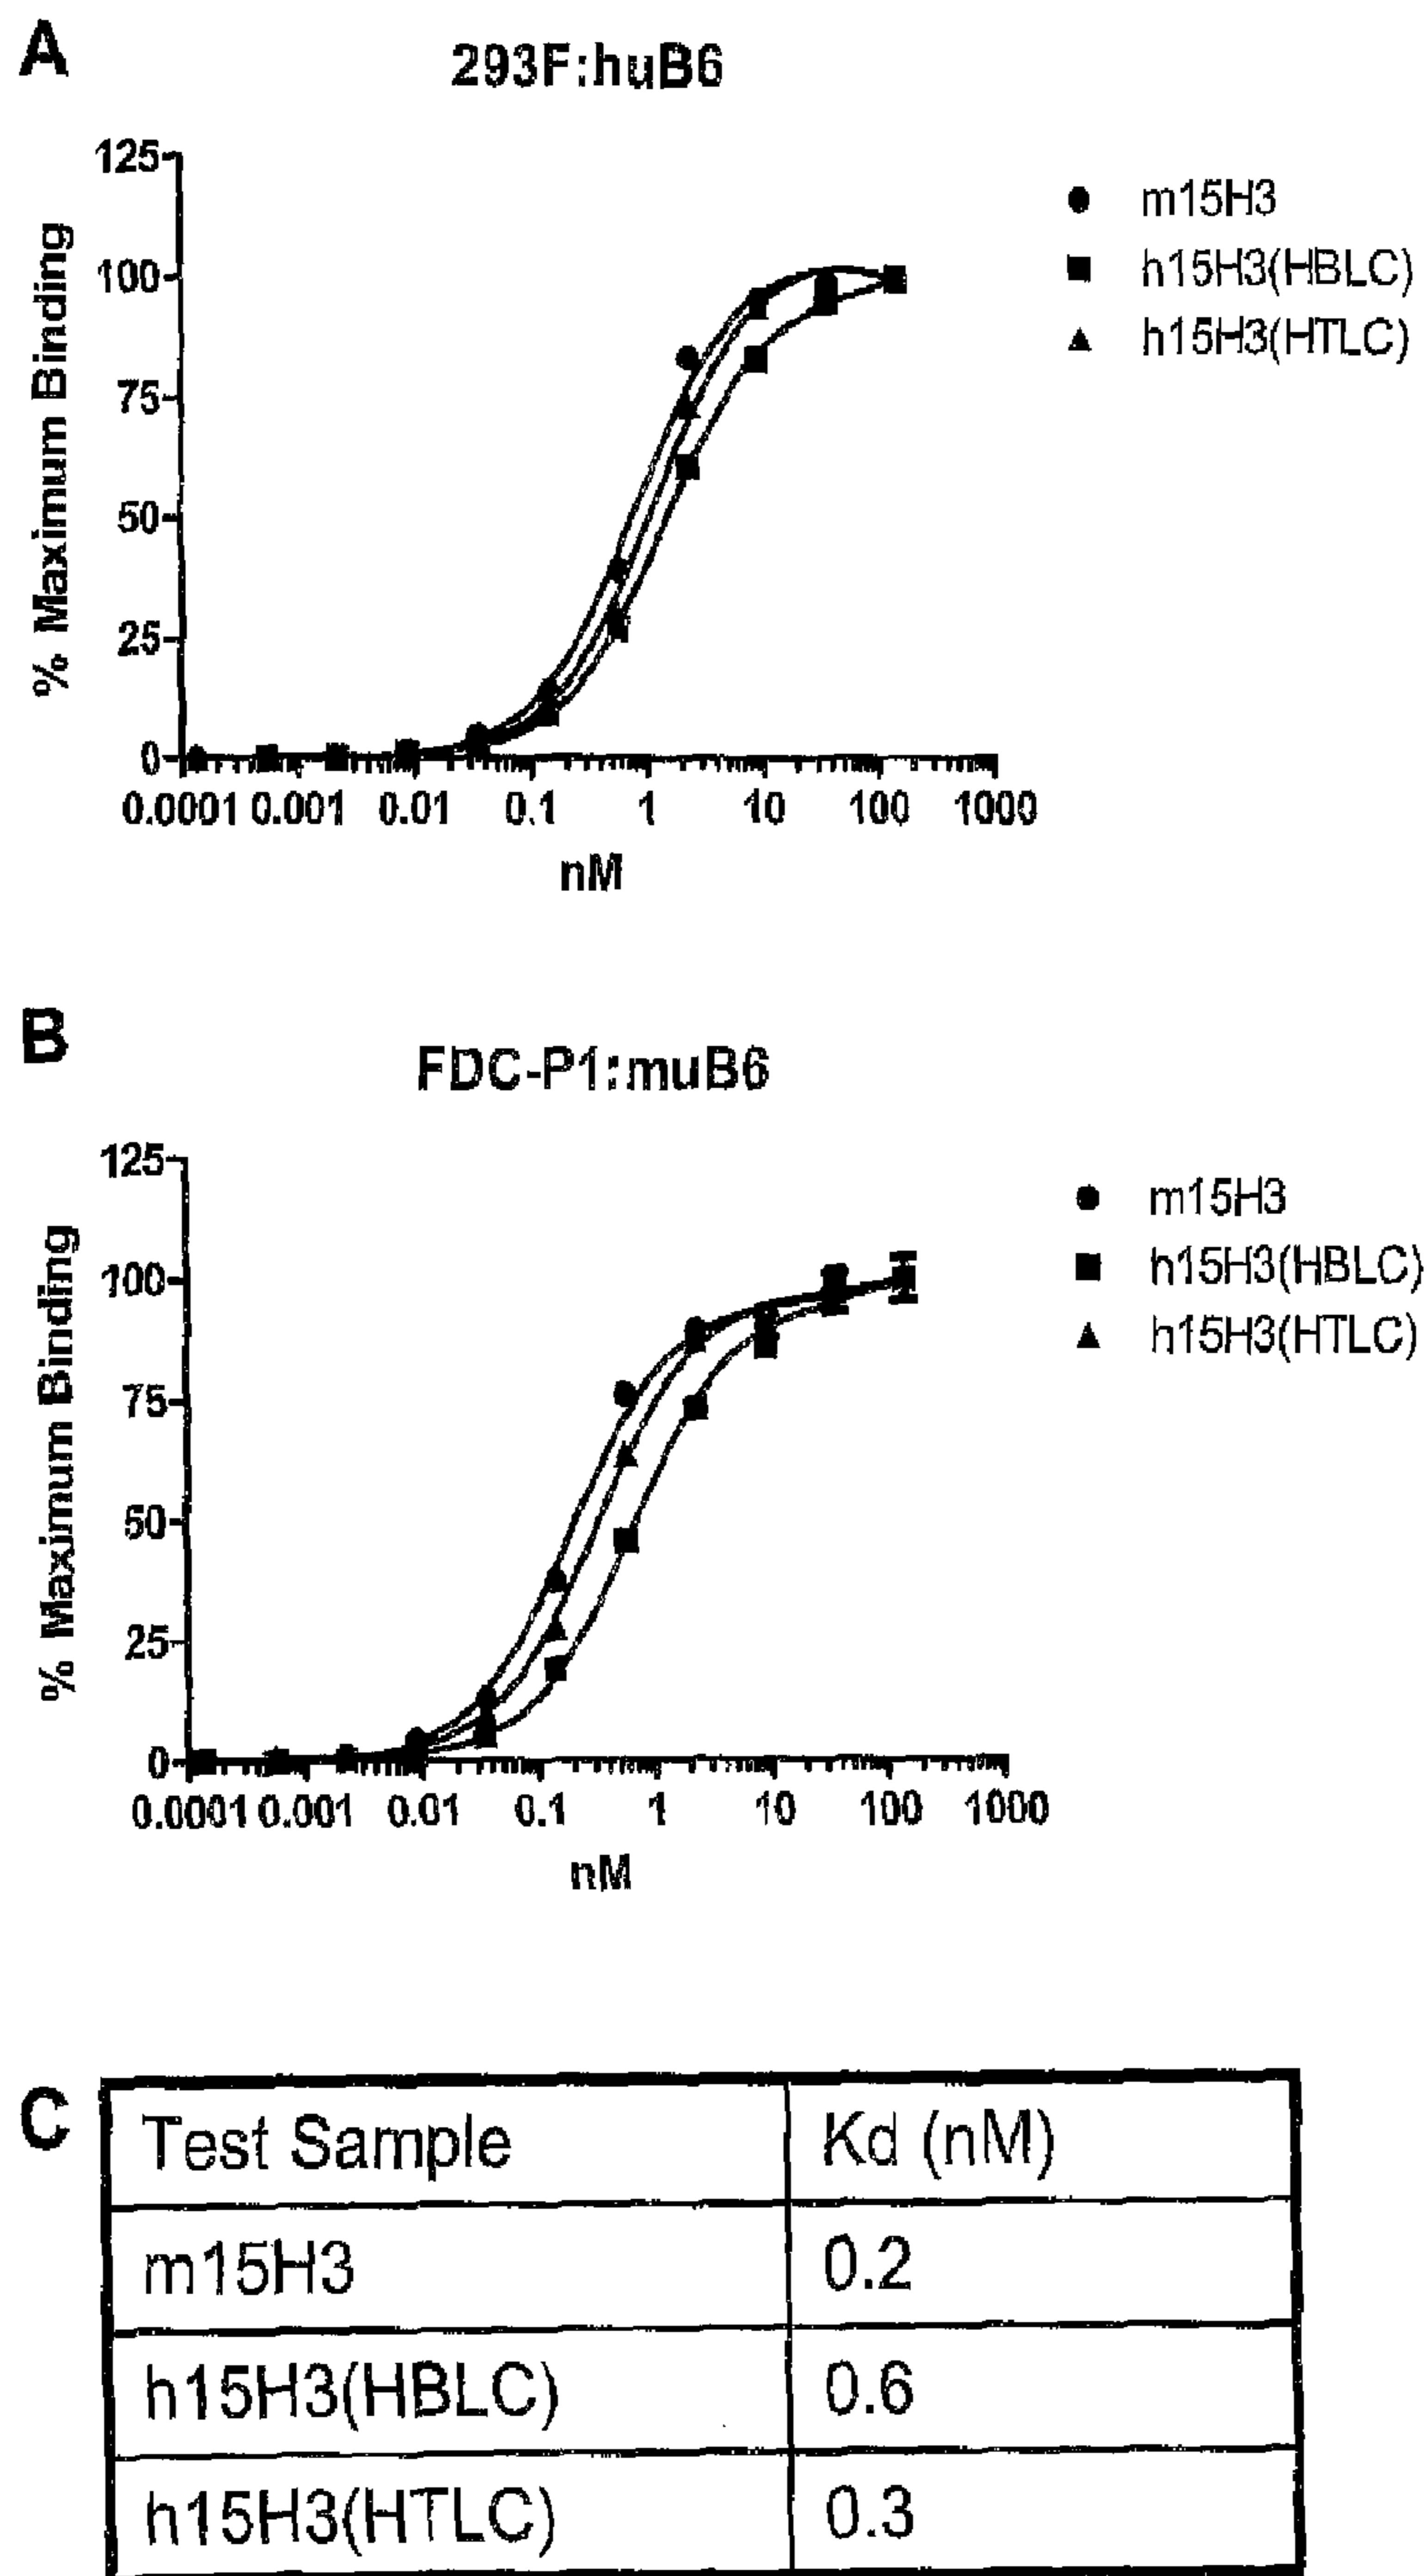 A
293F:huB6
125
100
75
50
25
0
% Maximum Binding
0.0001 0.001 0.01 0.1 1 10 100 1000
nM
m15H3
h15H3(HBLC)
h15H3(HTLC)
B
FDC-P1:muB6
125
100
75
50
25
0
% Maximum Binding
0.0001 0.001 0.01 0.1 1 10 100 1000
nM
m15H3
h15H3(HBLC)
h15H3(HTLC)
C
Test Sample Kd (nM)
m15H3 0.2
h15H3(HBLC) 0.6
h15H3(HTLC) 0.3